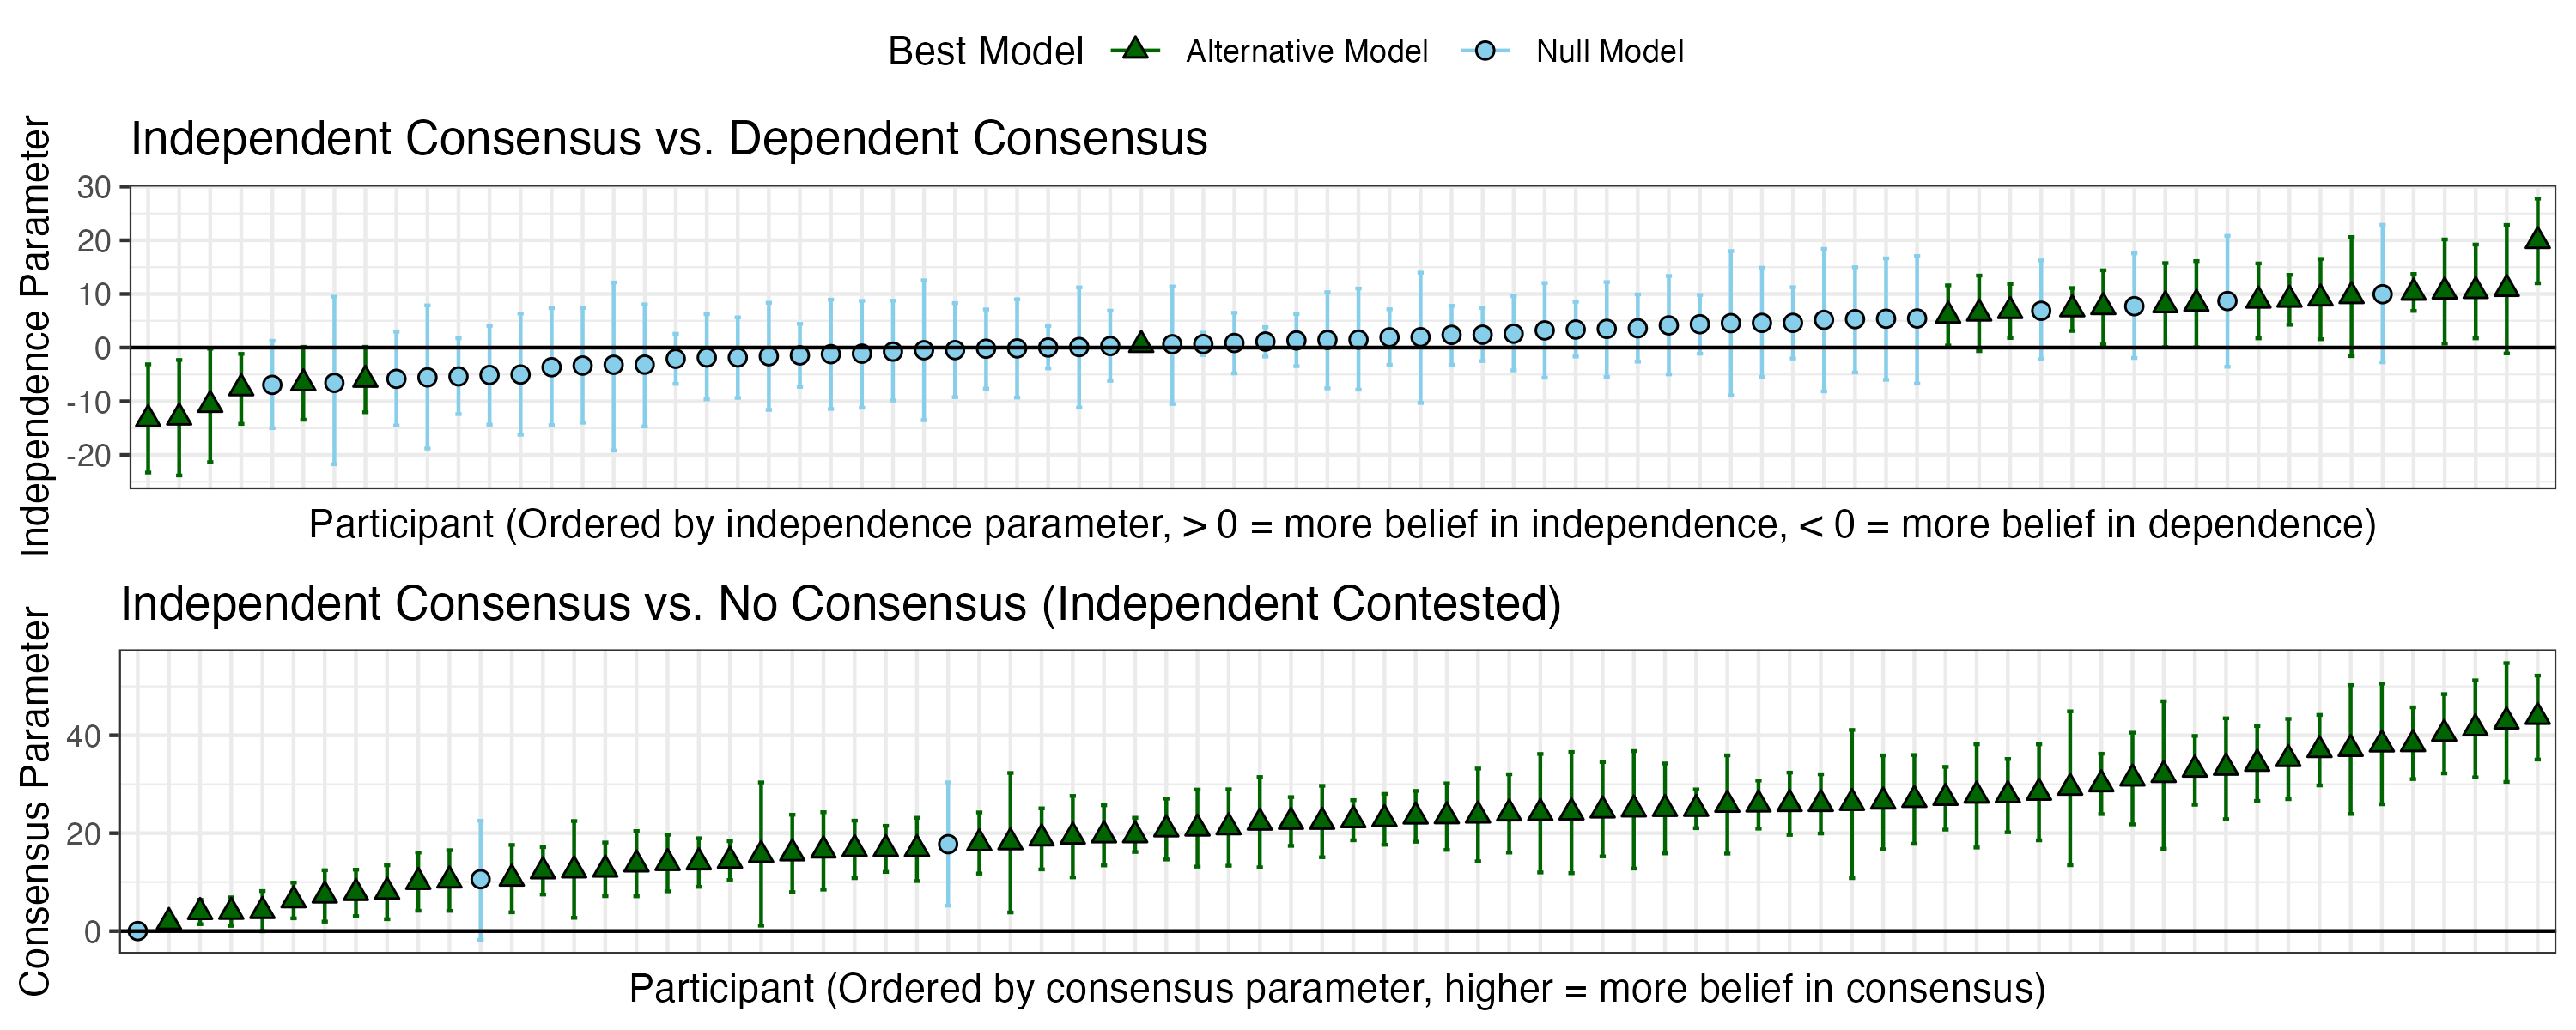 Best Model Alternative Model Null Model
Independent Consensus vs. Dependent Consensus
Independence Parameter
30
20
10
0
-10
-20
Participant (Ordered by independence parameter, > 0 = more belief in independence, < 0 = more belief in dependence)
Independent Consensus vs. No Consensus (Independent Contested)
Consensus Parameter
40
20
0
Participant (Ordered by consensus parameter, higher = more belief in consensus)